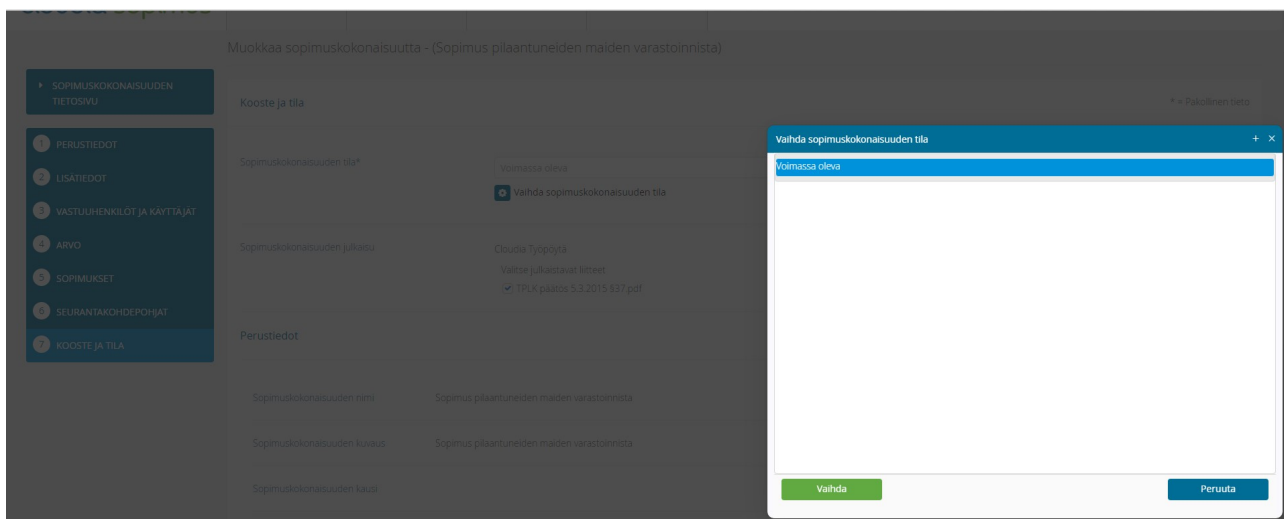 Muokkaa sopimuskokonaisuutta - (Sopimus pilaantuneiden maiden varastoinnista)
SOPIMUSKOKONAISUUDEN
TIETOSIVU
1 PERUSTIEDOT
2 LISÄTIEDOT
3 VASTUUHENKILÖT JA KÄYTTÄJÄT
4 ARVO
5 SOPIMUKSET
6 SEURANTAKOHDEPOHJAT
7 KOOSTE JA TILA
Kooste ja tila
* = Pakollinen tieto
Sopimuskokonaisuuden tila*
Voimassa oleva
Vaihda sopimuskokonaisuuden tila
Sopimuskokonaisuuden julkaisu
Cloudia Työpöytä
Valitse julkaistavat liitteet
TPLK päätös 5.3.2015 §37.pdf
Perustiedot
Sopimuskokonaisuuden nimi
Sopimus pilaantuneiden maiden varastoinnista
Sopimuskokonaisuuden kuvaus
Sopimus pilaantuneiden maiden varastoinnista
Sopimuskokonaisuuden kausi
Vaihda sopimuskokonaisuuden tila
Voimassa oleva
Vaihda
Peruuta